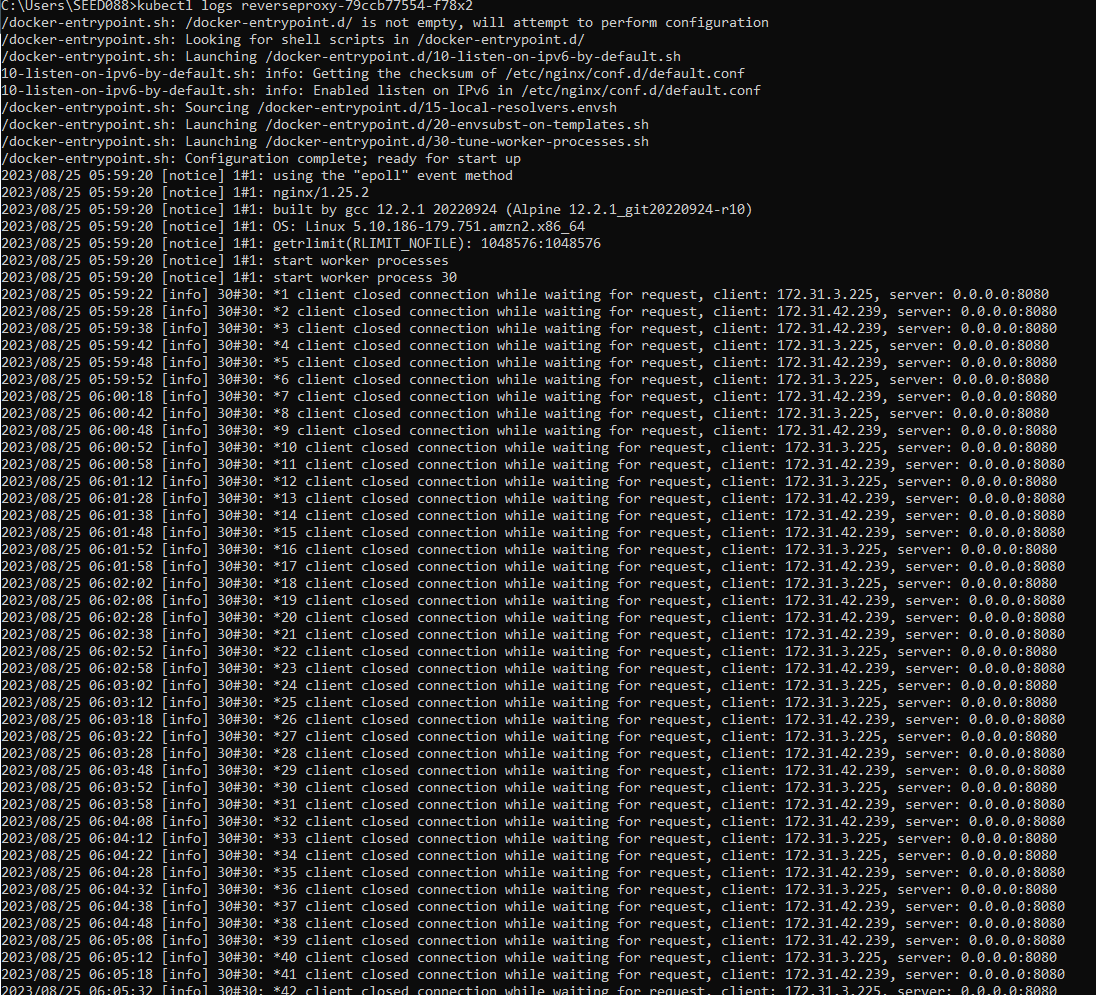 C:\Users\SEED088>kubectl logs reverseproxy-79ccb77554-f78x2
/docker-entrypoint.sh: /docker-entrypoint.d/ is not empty, will attempt to perform configuration
/docker-entrypoint.sh: Looking for shell scripts in /docker-entrypoint.d/
/docker-entrypoint.sh: Launching /docker-entrypoint.d/10-listen-on-ipv6-by-default.sh
10-listen-on-ipv6-by-default.sh: info: Getting the checksum of /etc/nginx/conf.d/default.conf
10-listen-on-ipv6-by-default.sh: info: Enabled listen on IPv6 in /etc/nginx/conf.d/default.conf
/docker-entrypoint.sh: Sourcing /docker-entrypoint.d/15-local-resolvers.envsh
/docker-entrypoint.sh: Launching /docker-entrypoint.d/20-envsubst-on-templates.sh
/docker-entrypoint.sh: Launching /docker-entrypoint.d/30-tune-worker-processes.sh
/docker-entrypoint.sh: Configuration complete; ready for start up
2023/08/25 05:59:20 [notice] 1#1: using the "epoll" event method
2023/08/25 05:59:20 [notice] 1#1: nginx/1.25.2
2023/08/25 05:59:20 [notice] 1#1: built by gcc 12.2.1 20220924 (Alpine 12.2.1_git20220924-r10)
2023/08/25 05:59:20 [notice] 1#1: OS: Linux 5.10.186-179.751.amzn2.x86_64
2023/08/25 05:59:20 [notice] 1#1: getrlimit(RLIMIT_NOFILE): 1048576:1048576
2023/08/25 05:59:20 [notice] 1#1: start worker processes
2023/08/25 05:59:20 [notice] 1#1: start worker process 30
2023/08/25 05:59:22 [info] 30#30: *1 client closed connection while waiting for request, client: 172.31.3.225, server: 0.0.0.0:8080
2023/08/25 05:59:28 [info] 30#30: *2 client closed connection while waiting for request, client: 172.31.42.239, server: 0.0.0.0:8080
2023/08/25 05:59:38 [info] 30#30: *3 client closed connection while waiting for request, client: 172.31.42.239, server: 0.0.0.0:8080
2023/08/25 05:59:42 [info] 30#30: *4 client closed connection while waiting for request, client: 172.31.3.225, server: 0.0.0.0:8080
2023/08/25 05:59:48 [info] 30#30: *5 client closed connection while waiting for request, client: 172.31.42.239, server: 0.0.0.0:8080
2023/08/25 05:59:52 [info] 30#30: *6 client closed connection while waiting for request, client: 172.31.3.225, server: 0.0.0.0:8080
2023/08/25 06:00:18 [info] 30#30: *7 client closed connection while waiting for request, client: 172.31.42.239, server: 0.0.0.0:8080
2023/08/25 06:00:42 [info] 30#30: *8 client closed connection while waiting for request, client: 172.31.3.225, server: 0.0.0.0:8080
2023/08/25 06:00:48 [info] 30#30: *9 client closed connection while waiting for request, client: 172.31.42.239, server: 0.0.0.0:8080
2023/08/25 06:00:52 [info] 30#30: *10 client closed connection while waiting for request, client: 172.31.3.225, server: 0.0.0.0:8080
2023/08/25 06:00:58 [info] 30#30: *11 client closed connection while waiting for request, client: 172.31.42.239, server: 0.0.0.0:8080
2023/08/25 06:01:12 [info] 30#30: *12 client closed connection while waiting for request, client: 172.31.3.225, server: 0.0.0.0:8080
2023/08/25 06:01:28 [info] 30#30: *13 client closed connection while waiting for request, client: 172.31.42.239, server: 0.0.0.0:8080
2023/08/25 06:01:38 [info] 30#30: *14 client closed connection while waiting for request, client: 172.31.42.239, server: 0.0.0.0:8080
2023/08/25 06:01:48 [info] 30#30: *15 client closed connection while waiting for request, client: 172.31.42.239, server: 0.0.0.0:8080
2023/08/25 06:01:52 [info] 30#30: *16 client closed connection while waiting for request, client: 172.31.3.225, server: 0.0.0.0:8080
2023/08/25 06:01:58 [info] 30#30: *17 client closed connection while waiting for request, client: 172.31.42.239, server: 0.0.0.0:8080
2023/08/25 06:02:02 [info] 30#30: *18 client closed connection while waiting for request, client: 172.31.3.225, server: 0.0.0.0:8080
2023/08/25 06:02:08 [info] 30#30: *19 client closed connection while waiting for request, client: 172.31.42.239, server: 0.0.0.0:8080
2023/08/25 06:02:28 [info] 30#30: *20 client closed connection while waiting for request, client: 172.31.42.239, server: 0.0.0.0:8080
2023/08/25 06:02:38 [info] 30#30: *21 client closed connection while waiting for request, client: 172.31.42.239, server: 0.0.0.0:8080
2023/08/25 06:02:52 [info] 30#30: *22 client closed connection while waiting for request, client: 172.31.3.225, server: 0.0.0.0:8080
2023/08/25 06:02:58 [info] 30#30: *23 client closed connection while waiting for request, client: 172.31.42.239, server: 0.0.0.0:8080
2023/08/25 06:03:02 [info] 30#30: *24 client closed connection while waiting for request, client: 172.31.3.225, server: 0.0.0.0:8080
2023/08/25 06:03:12 [info] 30#30: *25 client closed connection while waiting for request, client: 172.31.3.225, server: 0.0.0.0:8080
2023/08/25 06:03:18 [info] 30#30: *26 client closed connection while waiting for request, client: 172.31.42.239, server: 0.0.0.0:8080
2023/08/25 06:03:22 [info] 30#30: *27 client closed connection while waiting for request, client: 172.31.3.225, server: 0.0.0.0:8080
2023/08/25 06:03:28 [info] 30#30: *28 client closed connection while waiting for request, client: 172.31.42.239, server: 0.0.0.0:8080
2023/08/25 06:03:48 [info] 30#30: *29 client closed connection while waiting for request, client: 172.31.42.239, server: 0.0.0.0:8080
2023/08/25 06:03:52 [info] 30#30: *30 client closed connection while waiting for request, client: 172.31.3.225, server: 0.0.0.0:8080
2023/08/25 06:03:58 [info] 30#30: *31 client closed connection while waiting for request, client: 172.31.42.239, server: 0.0.0.0:8080
2023/08/25 06:04:08 [info] 30#30: *32 client closed connection while waiting for request, client: 172.31.42.239, server: 0.0.0.0:8080
2023/08/25 06:04:12 [info] 30#30: *33 client closed connection while waiting for request, client: 172.31.3.225, server: 0.0.0.0:8080
2023/08/25 06:04:22 [info] 30#30: *34 client closed connection while waiting for request, client: 172.31.3.225, server: 0.0.0.0:8080
2023/08/25 06:04:28 [info] 30#30: *35 client closed connection while waiting for request, client: 172.31.42.239, server: 0.0.0.0:8080
2023/08/25 06:04:32 [info] 30#30: *36 client closed connection while waiting for request, client: 172.31.3.225, server: 0.0.0.0:8080
2023/08/25 06:04:38 [info] 30#30: *37 client closed connection while waiting for request, client: 172.31.42.239, server: 0.0.0.0:8080
2023/08/25 06:04:48 [info] 30#30: *38 client closed connection while waiting for request, client: 172.31.42.239, server: 0.0.0.0:8080
2023/08/25 06:05:08 [info] 30#30: *39 client closed connection while waiting for request, client: 172.31.42.239, server: 0.0.0.0:8080
2023/08/25 06:05:12 [info] 30#30: *40 client closed connection while waiting for request, client: 172.31.3.225, server: 0.0.0.0:8080
2023/08/25 06:05:18 [info] 30#30: *41 client closed connection while waiting for request, client: 172.31.42.239, server: 0.0.0.0:8080
2023/08/25 06:05:32 [info] 30#30: *42 client closed connection while waiting for request, client: 172.31.3.225, server: 0.0.0.0:8080